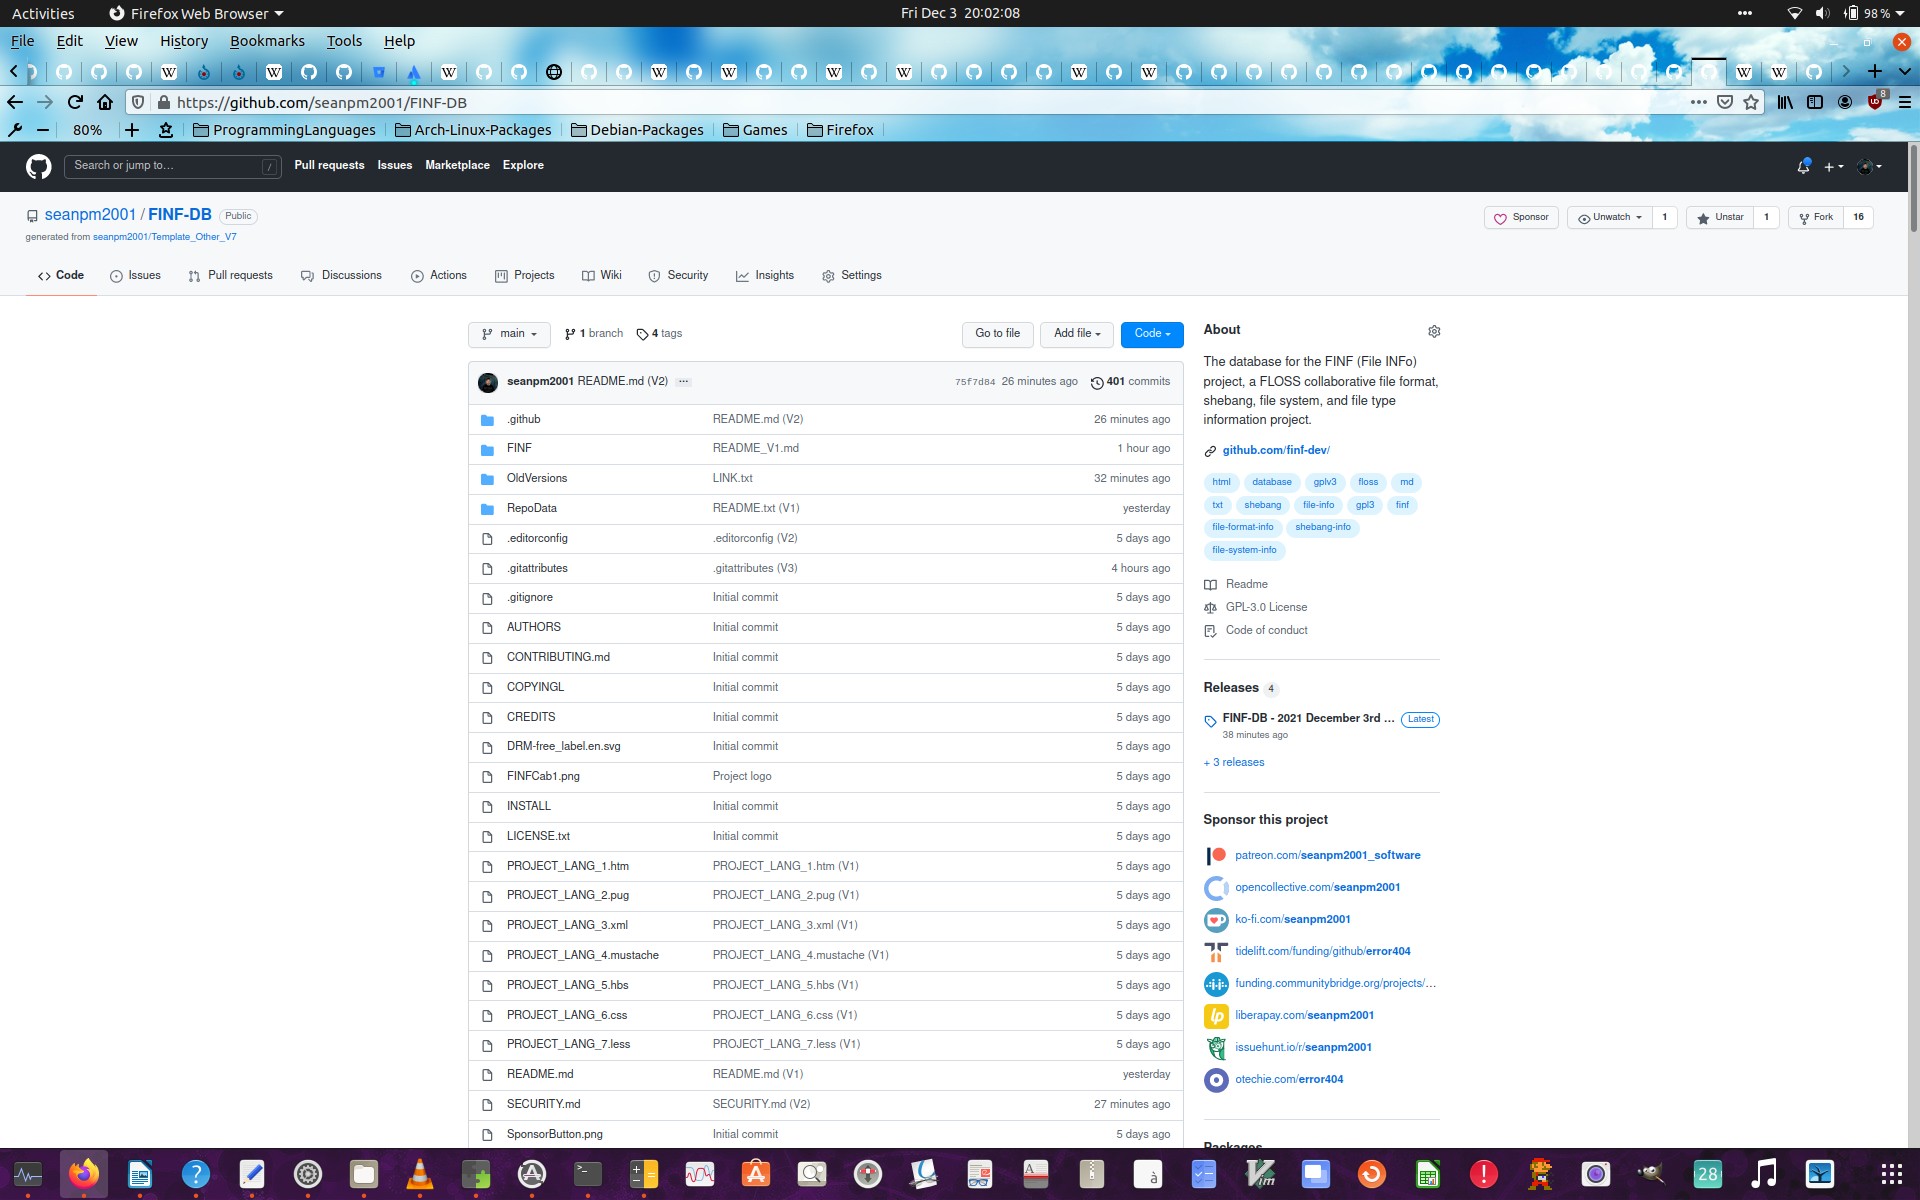 Activities Firefox Web Browser Fri Dec 3 20:02:08 98 %
File Edit View History Bookmarks Tools Help
https://github.com/seanpm2001/FINF-DB 8
80% ProgrammingLanguages Arch-Linux-Packages Debian-Packages Games Firefox
Search or jump to... / Pull requests Issues Marketplace Explore
seanpm2001 / FINF-DB Public Sponsor Unwatch 1 Unstar 1 Fork 16
generated from seanpm2001/Template_Other_V7
Code Issues Pull requests Discussions Actions Projects Wiki Security Insights Settings
main 1 branch 4 tags Go to file Add file Code
seanpm2001 README.md (V2) ... 75f7d84 26 minutes ago 401 commits
.github README.md (V2) 26 minutes ago
FINF README_V1.md 1 hour ago
OldVersions LINK.txt 32 minutes ago
RepoData README.txt (V1) yesterday
.editorconfig .editorconfig (V2) 5 days ago
.gitattributes .gitattributes (V3) 4 hours ago
.gitignore Initial commit 5 days ago
AUTHORS Initial commit 5 days ago
CONTRIBUTING.md Initial commit 5 days ago
COPYINGL Initial commit 5 days ago
CREDITS Initial commit 5 days ago
DRM-free_label.en.svg Initial commit 5 days ago
FINFCab1.png Project logo 5 days ago
INSTALL Initial commit 5 days ago
LICENSE.txt Initial commit 5 days ago
PROJECT_LANG_1.htm PROJECT_LANG_1.htm (V1) 5 days ago
PROJECT_LANG_2.pug PROJECT_LANG_2.pug (V1) 5 days ago
PROJECT_LANG_3.xml PROJECT_LANG_3.xml (V1) 5 days ago
PROJECT_LANG_4.mustache PROJECT_LANG_4.mustache (V1) 5 days ago
PROJECT_LANG_5.hbs PROJECT_LANG_5.hbs (V1) 5 days ago
PROJECT_LANG_6.css PROJECT_LANG_6.css (V1) 5 days ago
PROJECT_LANG_7.less PROJECT_LANG_7.less (V1) 5 days ago
README.md README.md (V1) yesterday
SECURITY.md SECURITY.md (V2) 27 minutes ago
SponsorButton.png Initial commit 5 days ago
About
The database for the FINF (File INFo)
project, a FLOSS collaborative file format,
shebang, file system, and file type
information project.
github.com/finf-dev/
html database gplv3 floss md
txt shebang file-info gpl3 finf
file-format-info shebang-info
file-system-info
Readme
GPL-3.0 License
Code of conduct
Releases 4
FINF-DB - 2021 December 3rd ... Latest
38 minutes ago
+ 3 releases
Sponsor this project
patreon.com/seanpm2001_software
opencollective.com/seanpm2001
ko-fi.com/seanpm2001
tidelift.com/funding/github/error404
funding.communitybridge.org/projects/...
liberapay.com/seanpm2001
issuehunt.io/r/seanpm2001
otechie.com/error404
Packages
28